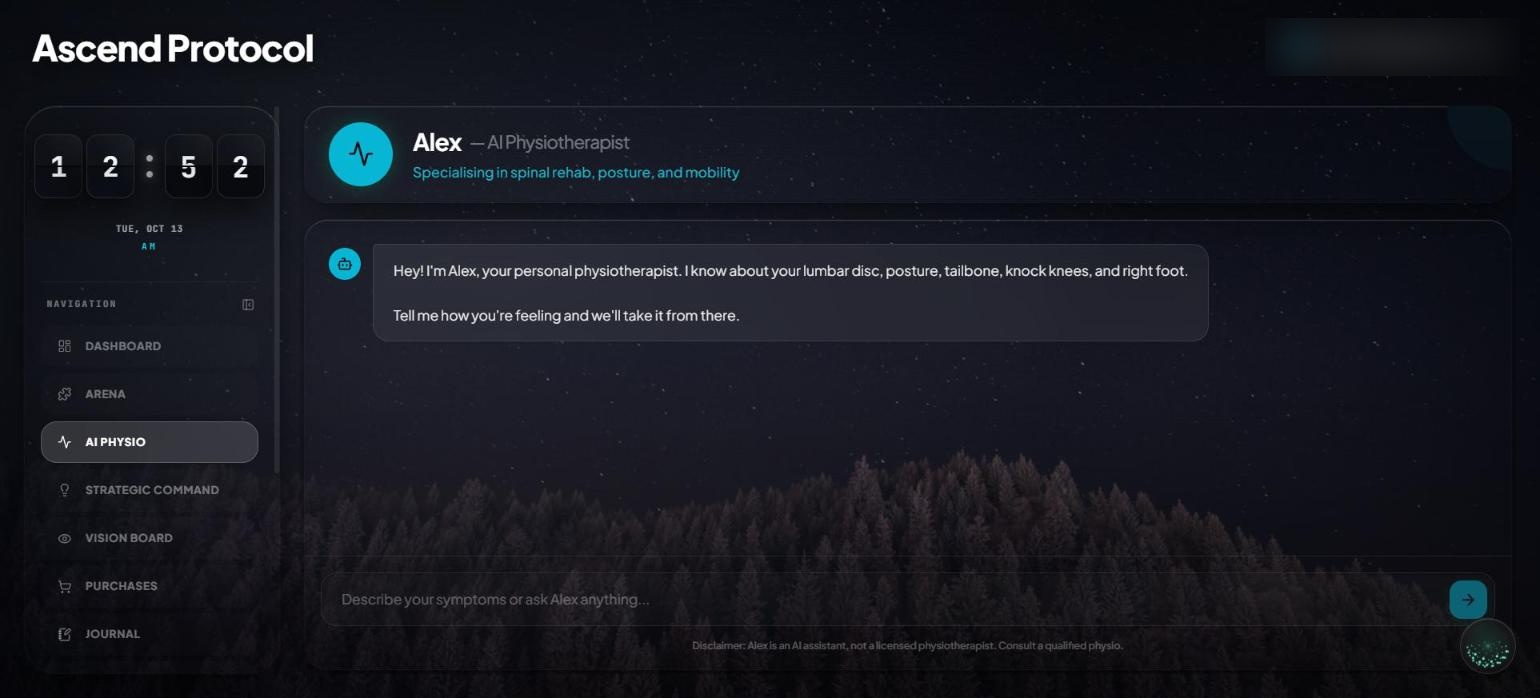 Ascend Protocol
12:52
TUE, OCT 13
AM
NAVIGATION
DASHBOARD
ARENA
AI PHYSIO
STRATEGIC COMMAND
VISION BOARD
PURCHASES
JOURNAL
Alex — AI Physiotherapist
Specialising in spinal rehab, posture, and mobility
Hey! I'm Alex, your personal physiotherapist. I know about your lumbar disc, posture, tailbone, knock knees, and right foot.
Tell me how you're feeling and we'll take it from there.
Describe your symptoms or ask Alex anything...
Disclaimer: Alex is an AI assistant, not a licensed physiotherapist. Consult a qualified physio.